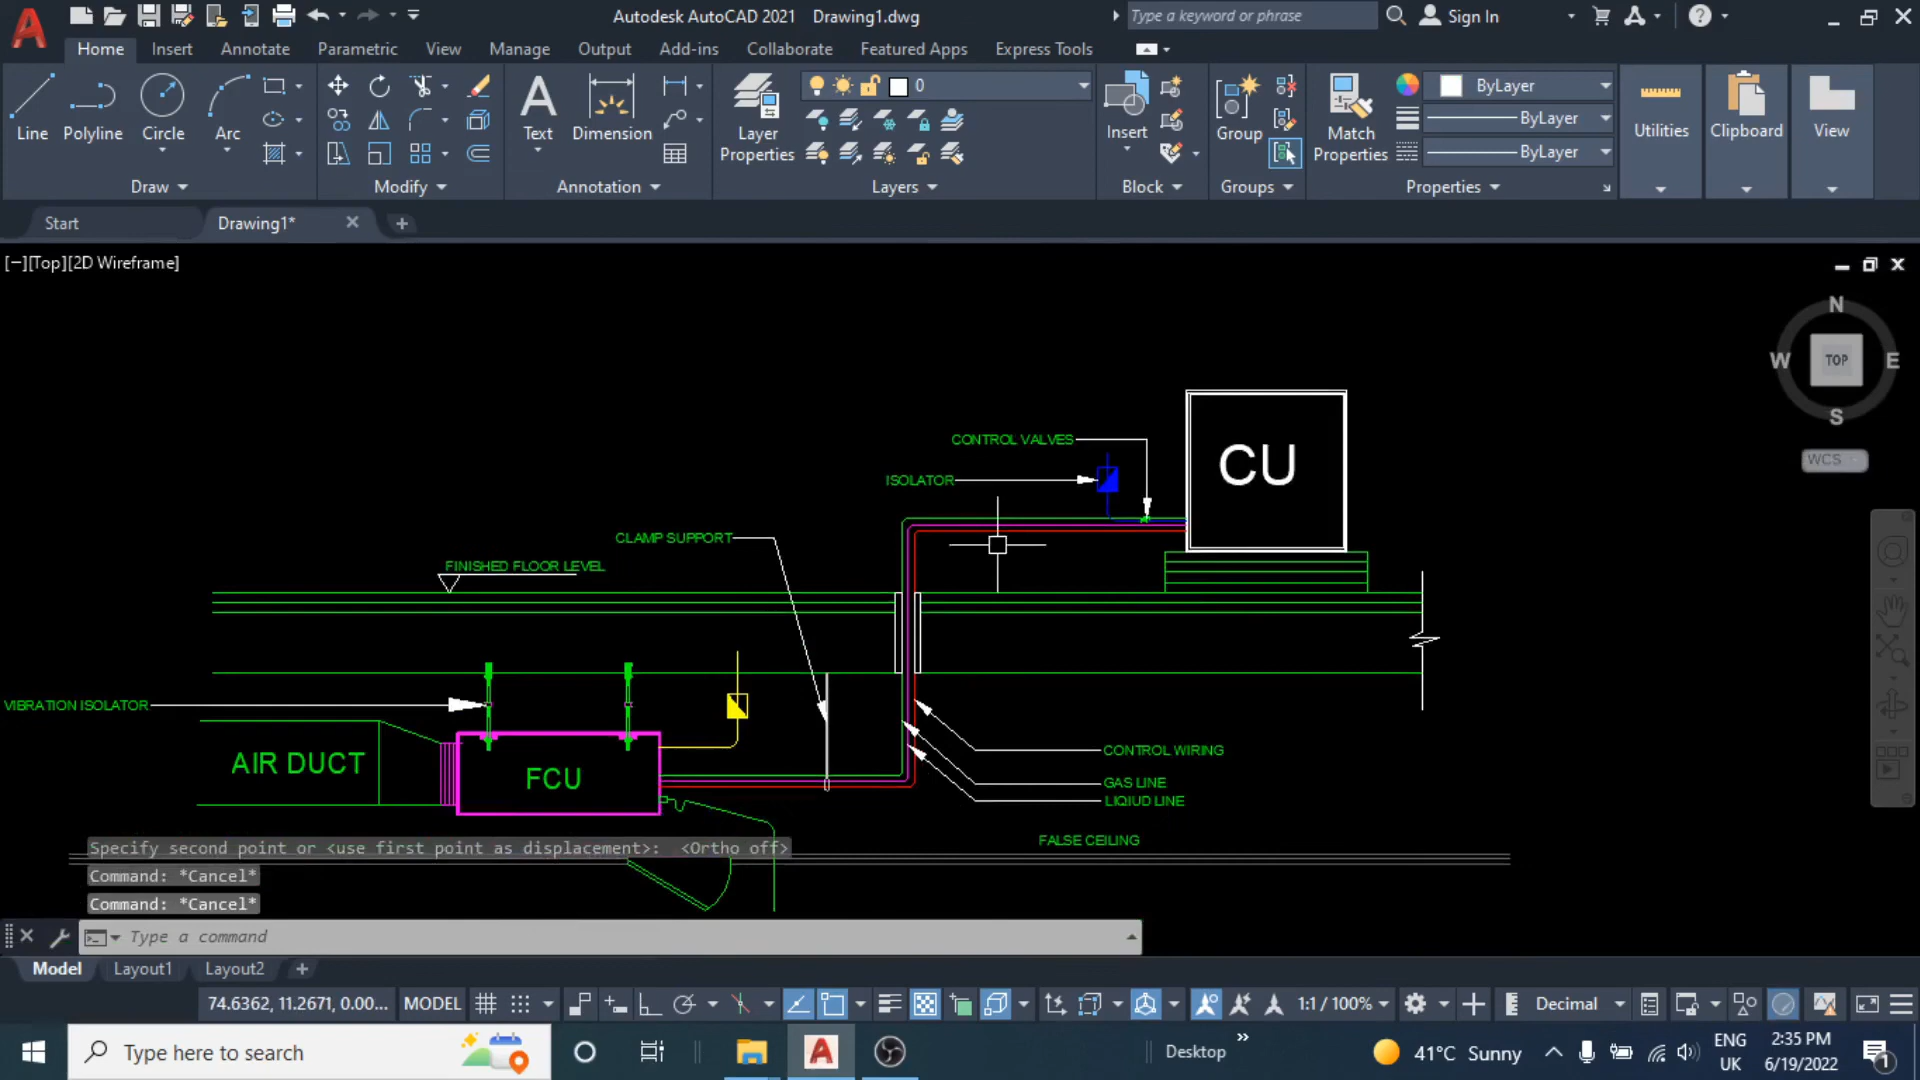 Autodesk AutoCAD 2021 Drawing1.dwg
Type a keyword or phrase
Sign In
Home Insert Annotate Parametric View Manage Output Add-ins Collaborate Featured Apps Express Tools
Line Polyline Circle Arc
Text Dimension
Layer Properties
0
Insert
Group
Match Properties
ByLayer
ByLayer
ByLayer
Utilities
Clipboard
View
Draw Modify Annotation Layers Block Groups Properties
Start Drawing1*
[−][Top][2D Wireframe]
N
W TOP E
S
WCS
CONTROL VALVES
CU
ISOLATOR
CLAMP SUPPORT
FINISHED FLOOR LEVEL
VIBRATION ISOLATOR
AIR DUCT
FCU
CONTROL WIRING
GAS LINE
LIQIUD LINE
FALSE CEILING
Specify second point or <use first point as displacement>: <Ortho off>
Command: *Cancel*
Command: *Cancel*
Type a command
Model Layout1 Layout2
74.6362, 11.2671, 0.00... MODEL 1:1 / 100% Decimal
Type here to search
Desktop
41°C Sunny
ENG
UK
2:35 PM
6/19/2022
1